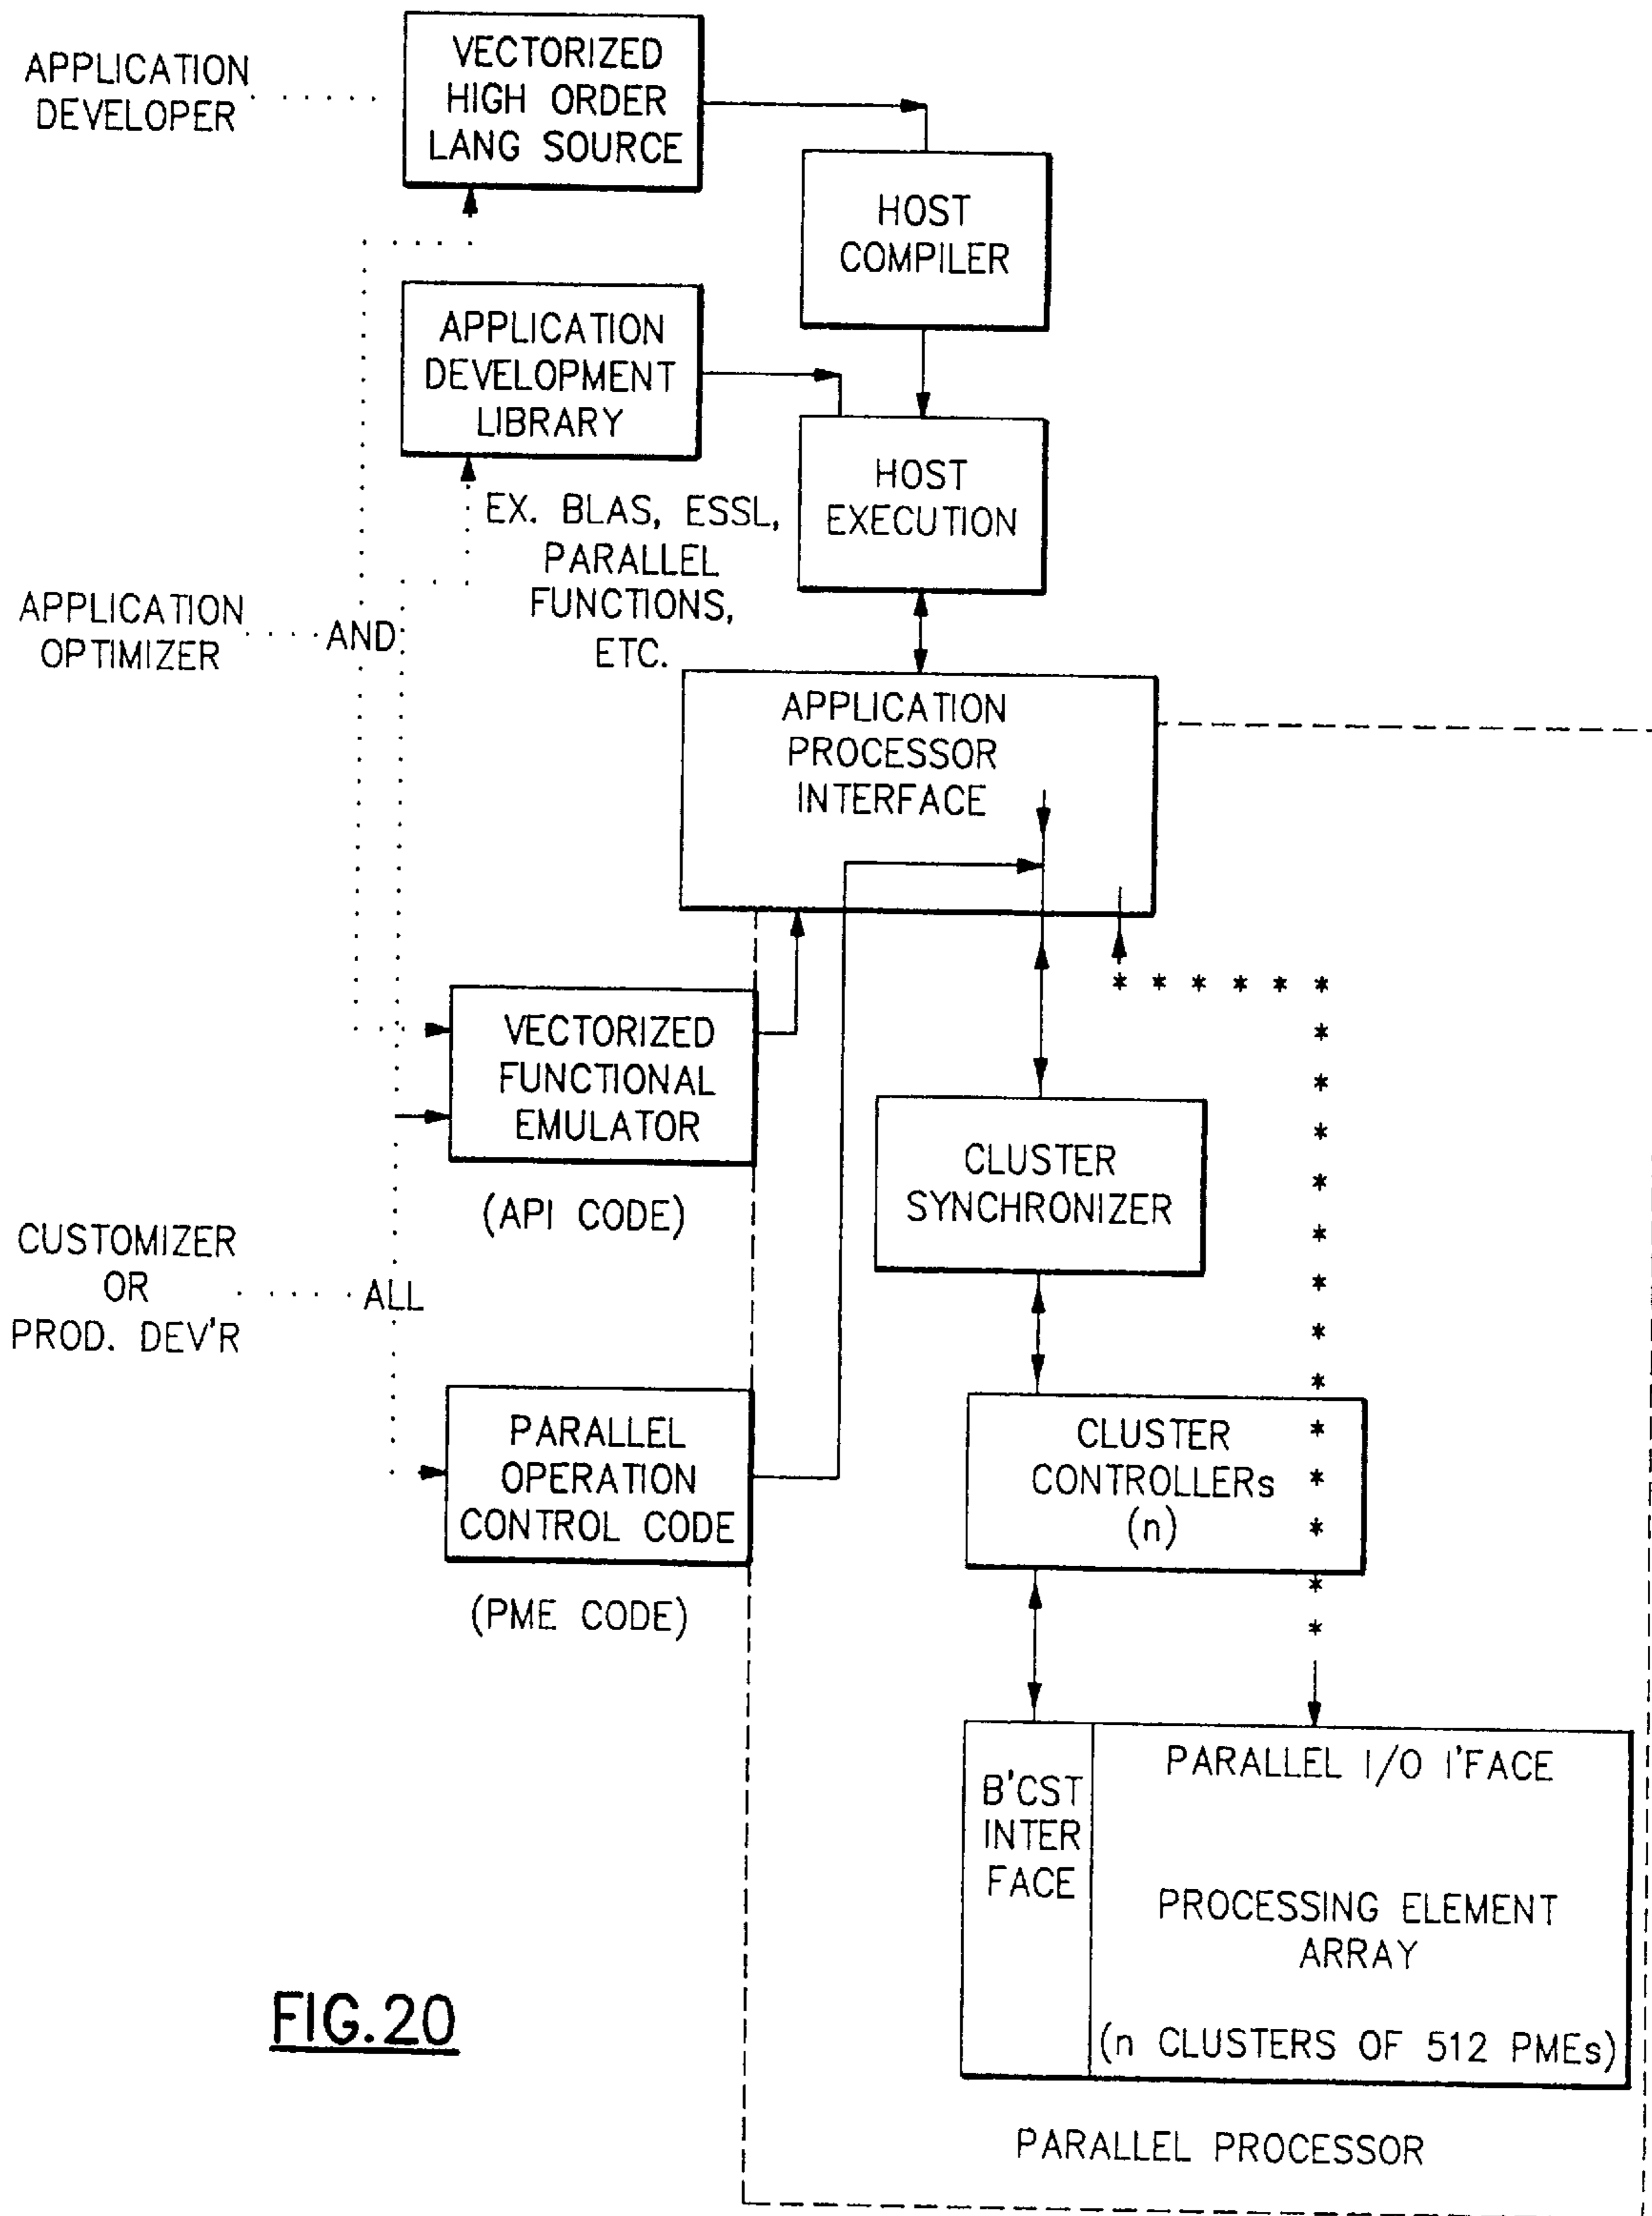 APPLICATION
DEVELOPER
VECTORIZED
HIGH ORDER
LANG SOURCE
HOST
COMPILER
APPLICATION
DEVELOPMENT
LIBRARY
HOST
EXECUTION
EX. BLAS, ESSL,
PARALLEL
FUNCTIONS,
ETC.
APPLICATION
OPTIMIZER
AND
APPLICATION
PROCESSOR
INTERFACE
VECTORIZED
FUNCTIONAL
EMULATOR
(API CODE)
CLUSTER
SYNCHRONIZER
CUSTOMIZER
OR
PROD. DEV'R
ALL
PARALLEL
OPERATION
CONTROL CODE
(PME CODE)
CLUSTER
CONTROLLERs
(n)
B'CST
INTER
FACE
PARALLEL I/O I'FACE
PROCESSING ELEMENT
ARRAY
(n CLUSTERS OF 512 PMEs)
PARALLEL PROCESSOR
FIG.20